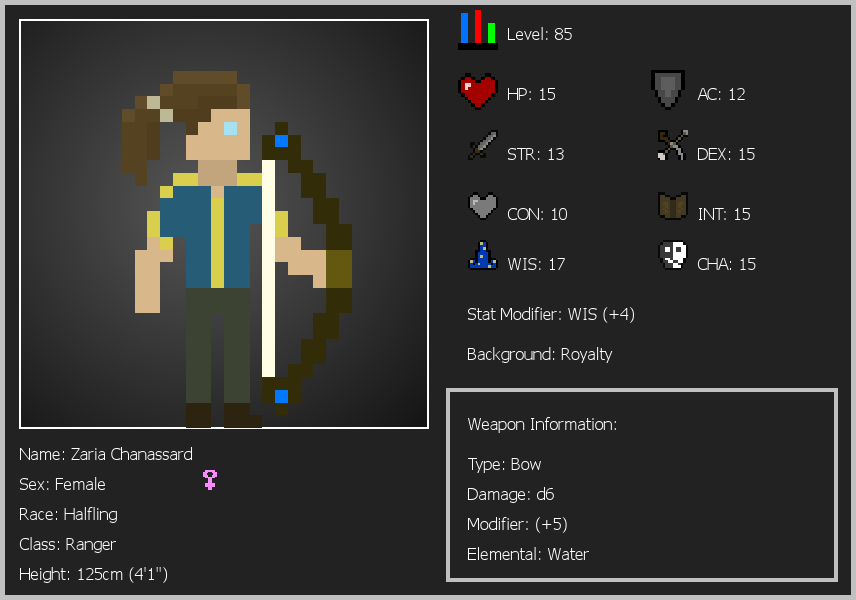 Level: 85
HP: 15
AC: 12
STR: 13
DEX: 15
CON: 10
INT: 15
WIS: 17
CHA: 15
Stat Modifier: WIS (+4)
Background: Royalty
Name: Zaria Chanassard
Sex: Female
Race: Halfling
Class: Ranger
Height: 125cm (4'1")
Weapon Information:
Type: Bow
Damage: d6
Modifier: (+5)
Elemental: Water